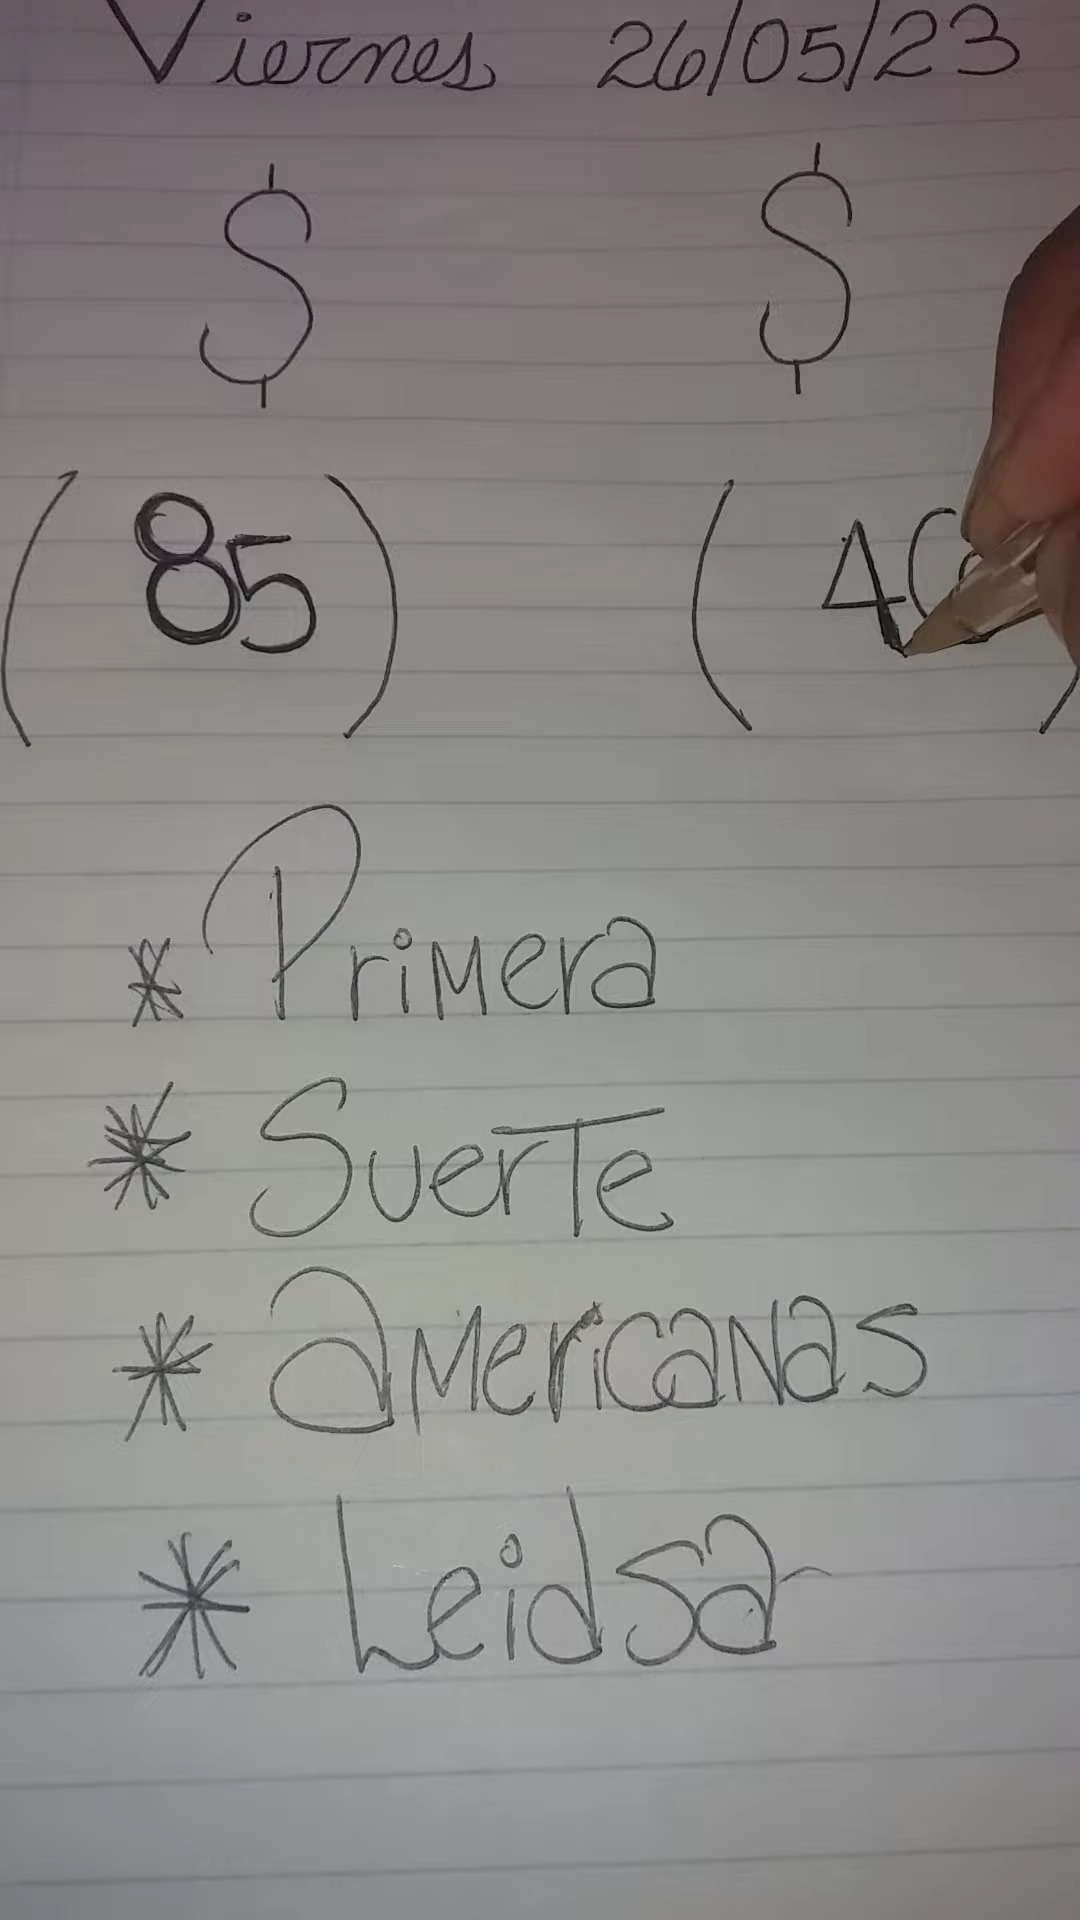 Viernes 26/05/23
$ $
(85) (4
* Primera
* Suerte
* Americanas
* Leidsa